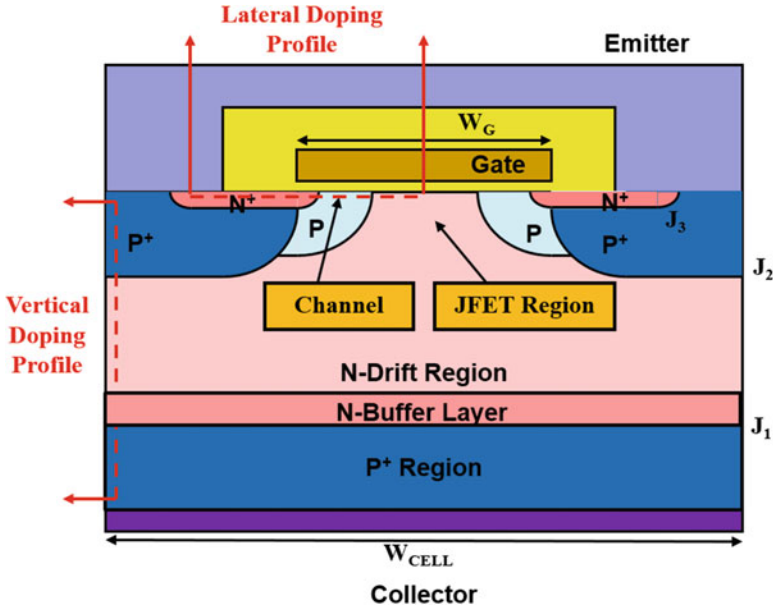 Lateral Doping
Profile
Emitter
W_G
Gate
N⁺
N⁺
P⁺
P
P
P⁺
J₃
J₂
Channel
JFET Region
Vertical
Doping
Profile
N-Drift Region
N-Buffer Layer
J₁
P⁺ Region
W_CELL
Collector